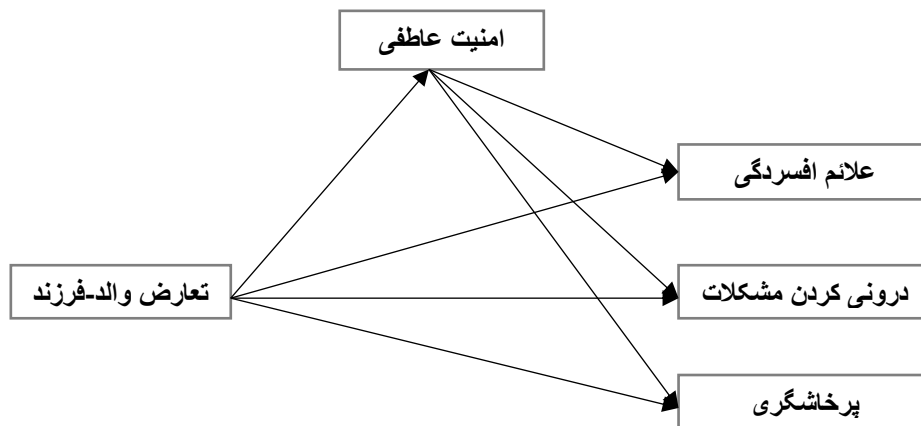 امنیت عاطفی
علائم افسردگی
تعارض والد-فرزند
درونی کردن مشکلات
پرخاشگری